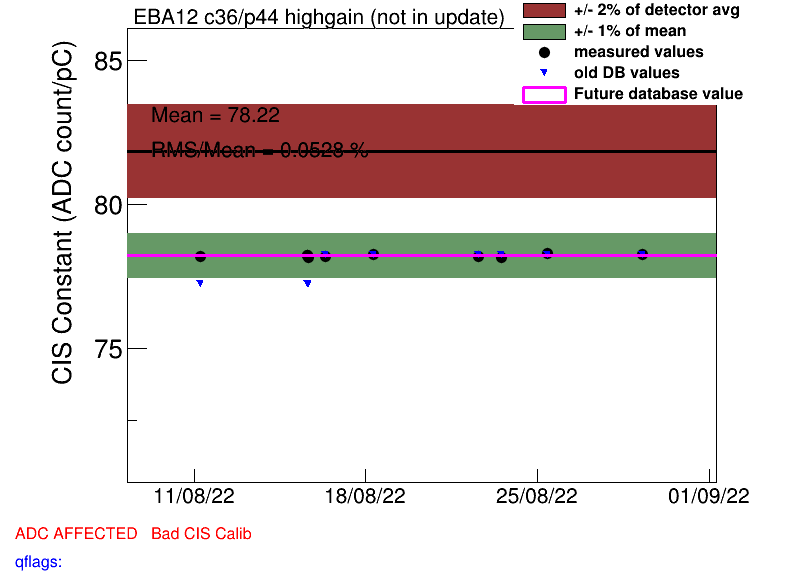 EBA12 c36/p44 highgain (not in update)
+/- 2% of detector avg
+/- 1% of mean
measured values
old DB values
Future database value
CIS Constant (ADC count/pC)
85
80
75
Mean = 78.22
RMS/Mean = 0.0528 %
11/08/22 18/08/22 25/08/22 01/09/22
ADC AFFECTED Bad CIS Calib
qflags: